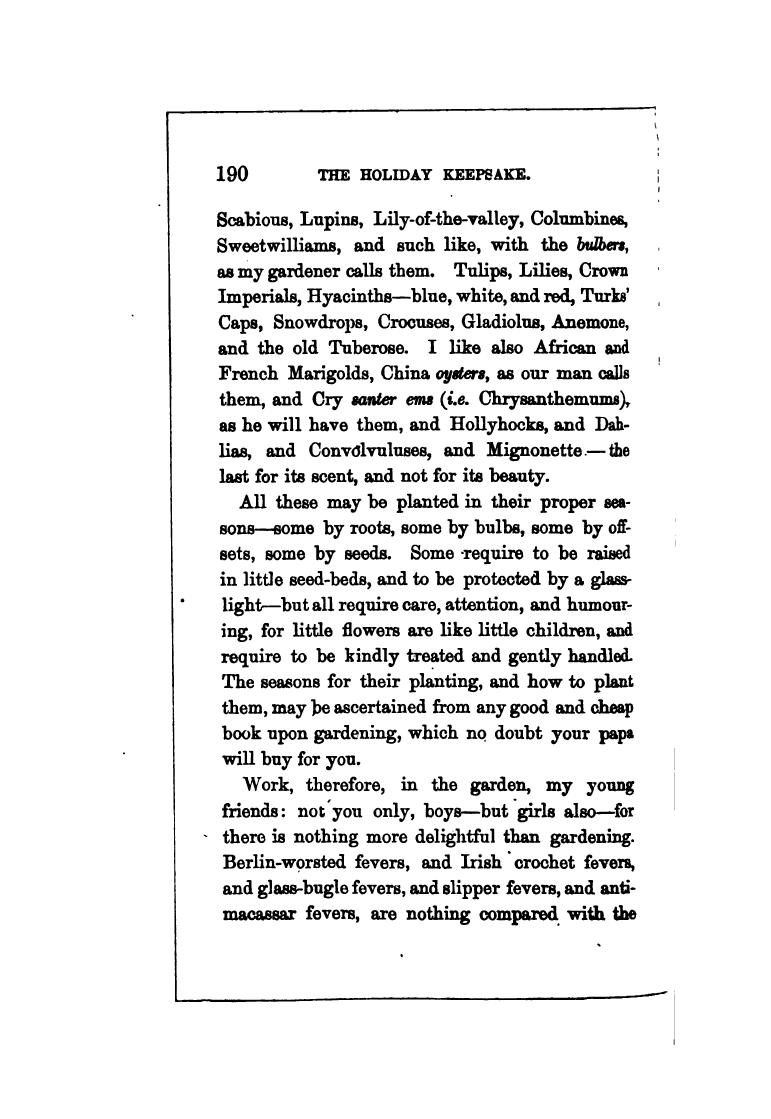 190 THE HOLIDAY KEEPSAKE.
Scabious, Lupins, Lily-of-the-valley, Columbines,
Sweetwilliams, and such like, with the bulbers,
as my gardener calls them. Tulips, Lilies, Crown
Imperials, Hyacinths—blue, white, and red, Turks'
Caps, Snowdrops, Crocuses, Gladiolus, Anemone,
and the old Tuberose. I like also African and
French Marigolds, China oysters, as our man calls
them, and Cry santer ems (i.e. Chrysanthemums),
as he will have them, and Hollyhocks, and Dah-
lias, and Convólvuluses, and Mignonette—the
last for its scent, and not for its beauty.
All these may be planted in their proper sea-
sons—some by roots, some by bulbs, some by off-
sets, some by seeds. Some require to be raised
in little seed-beds, and to be protected by a glass-
light—but all require care, attention, and humour-
ing, for little flowers are like little children, and
require to be kindly treated and gently handled.
The seasons for their planting, and how to plant
them, may be ascertained from any good and cheap
book upon gardening, which no doubt your papa
will buy for you.
Work, therefore, in the garden, my young
friends: not you only, boys—but girls also—for
there is nothing more delightful than gardening.
Berlin-worsted fevers, and Irish crochet fevers,
and glass-bugle fevers, and slipper fevers, and anti-
macassar fevers, are nothing compared with the